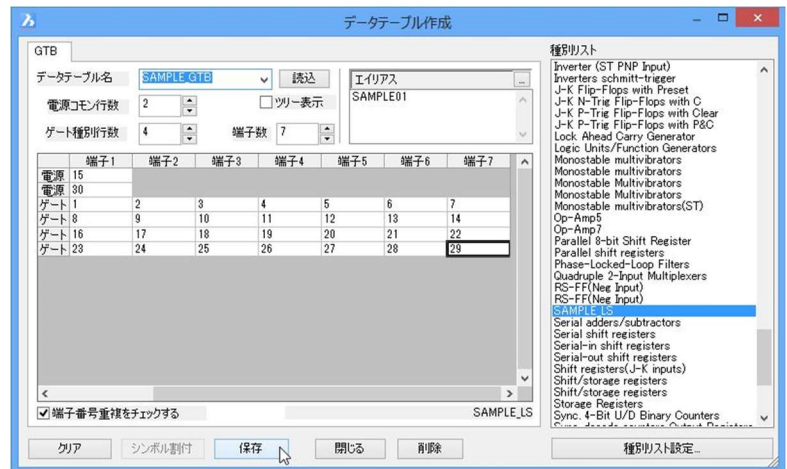 データテーブル作成
GTB
データテーブル名 SAMPLE.GTB 読込
電源コモン行数 2 ツリー表示
ゲート種別行数 4 端子数 7
エイリアス ...
SAMPLE01
端子1 端子2 端子3 端子4 端子5 端子6 端子7
電源 15
電源 30
ゲート 1 2 3 4 5 6 7
ゲート 8 9 10 11 12 13 14
ゲート 16 17 18 19 20 21 22
ゲート 23 24 25 26 27 28 29
端子番号重複をチェックする SAMPLE_LS
クリア シンボル割付 保存 閉じる 削除
種別リスト
Inverter (ST PNP Input)
Inverters schmitt-trigger
J-K Flip-Flops with Preset
J-K N-Trig Flip-Flops with C
J-K P-Trig Flip-Flops with Clear
J-K P-Trig Flip-Flops with P&C
Lock Ahead Carry Generator
Logic Units/Function Generators
Monostable multivibrators
Monostable Multivibrators
Monostable Multivibrators
Monostable Multivibrators
Monostable multivibrators(ST)
Op-Amp5
Op-Amp7
Parallel 8-bit Shift Register
Parallel shift registers
Phase-Locked-Loop Filters
Quadruple 2-Input Multiplexers
RS-FF(Neg Input)
RS-FF(Neg Input)
SAMPLE_LS
Serial adders/subtractors
Serial shift registers
Serial-in shift registers
Serial-out shift registers
Shift registers(J-K inputs)
Shift/storage registers
Shift/storage registers
Storage Registers
Sync. 4-Bit U/D Binary Counters
種別リスト設定...